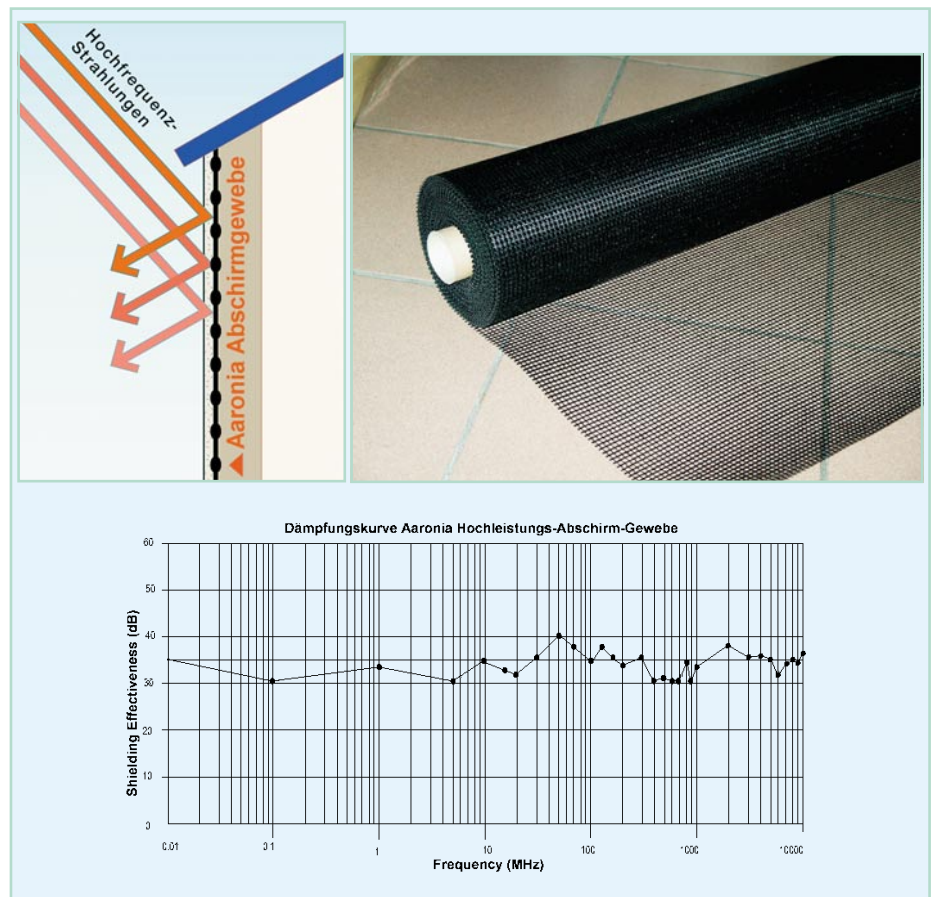 Hochfrequenz-
Strahlungen
▲ Aaronia Abschirmgewebe
Dämpfungskurve Aaronia Hochleistungs-Abschirm-Gewebe
Shielding Effectiveness (dB)
60
50
40
30
20
10
0
0.01 0.1 1 10 100 1000 10000
Frequency (MHz)